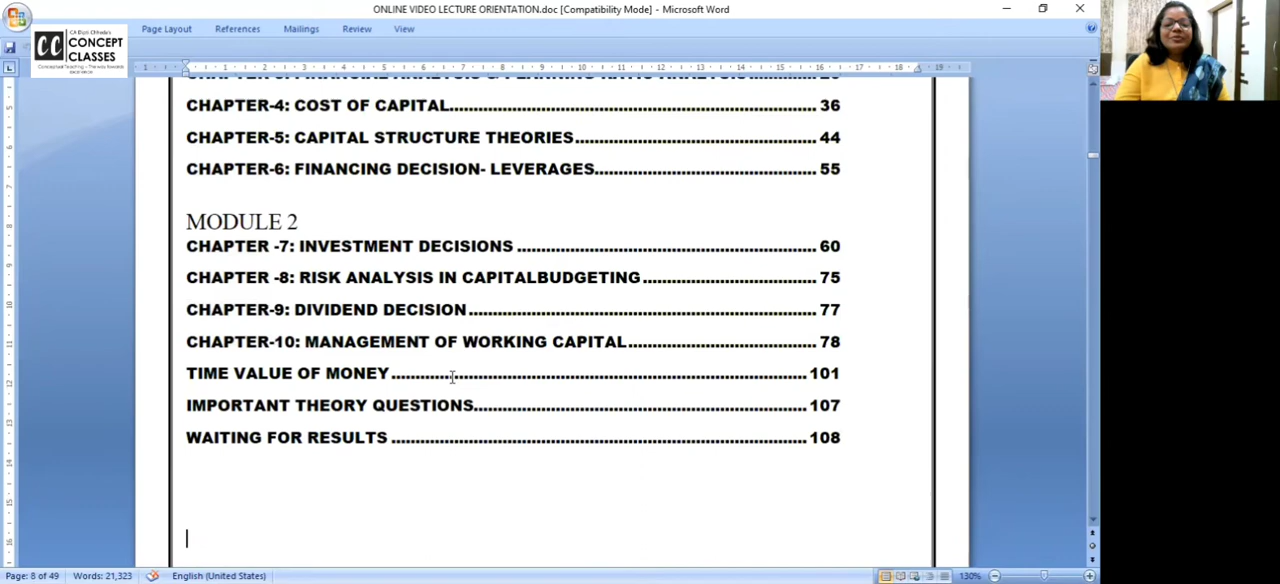 ONLINE VIDEO LECTURE ORIENTATION.doc [Compatibility Mode] - Microsoft Word
Page Layout References Mailings Review View
CONCEPT
CLASSES
CHAPTER-4: COST OF CAPITAL 36
CHAPTER-5: CAPITAL STRUCTURE THEORIES 44
CHAPTER-6: FINANCING DECISION- LEVERAGES 55
MODULE 2
CHAPTER -7: INVESTMENT DECISIONS 60
CHAPTER -8: RISK ANALYSIS IN CAPITALBUDGETING 75
CHAPTER-9: DIVIDEND DECISION 77
CHAPTER-10: MANAGEMENT OF WORKING CAPITAL 78
TIME VALUE OF MONEY 101
IMPORTANT THEORY QUESTIONS 107
WAITING FOR RESULTS 108
Page: 8 of 49 Words: 21,323 English (United States) 130%